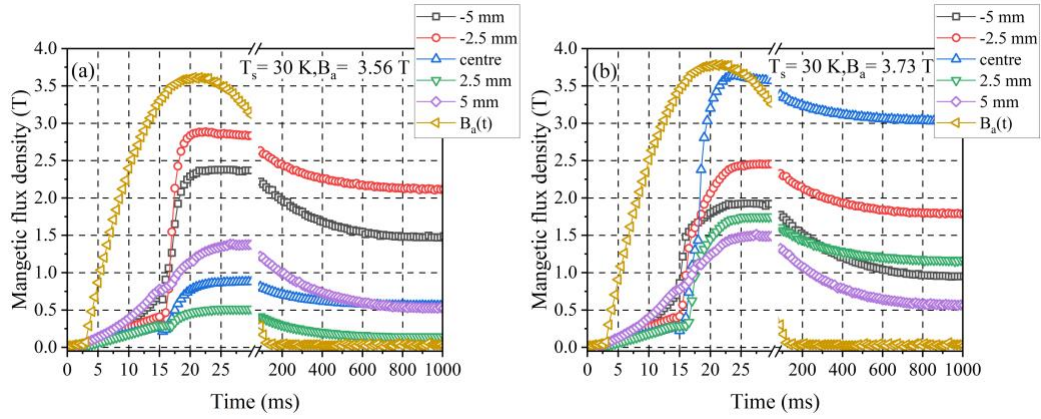 -5 mm
-2.5 mm
centre
2.5 mm
5 mm
Bₐ(t)
(a)
Tₛ= 30 K,Bₐ= 3.56 T
Mangetic flux density (T)
4.0
3.5
3.0
2.5
2.0
1.5
1.0
0.5
0.0
0 5 10 15 20 25 200 400 600 800 1000
Time (ms)
-5 mm
-2.5 mm
centre
2.5 mm
5 mm
Bₐ(t)
(b)
Tₛ= 30 K,Bₐ= 3.73 T
Mangetic flux density (T)
4.0
3.5
3.0
2.5
2.0
1.5
1.0
0.5
0.0
0 5 10 15 20 25 200 400 600 800 1000
Time (ms)